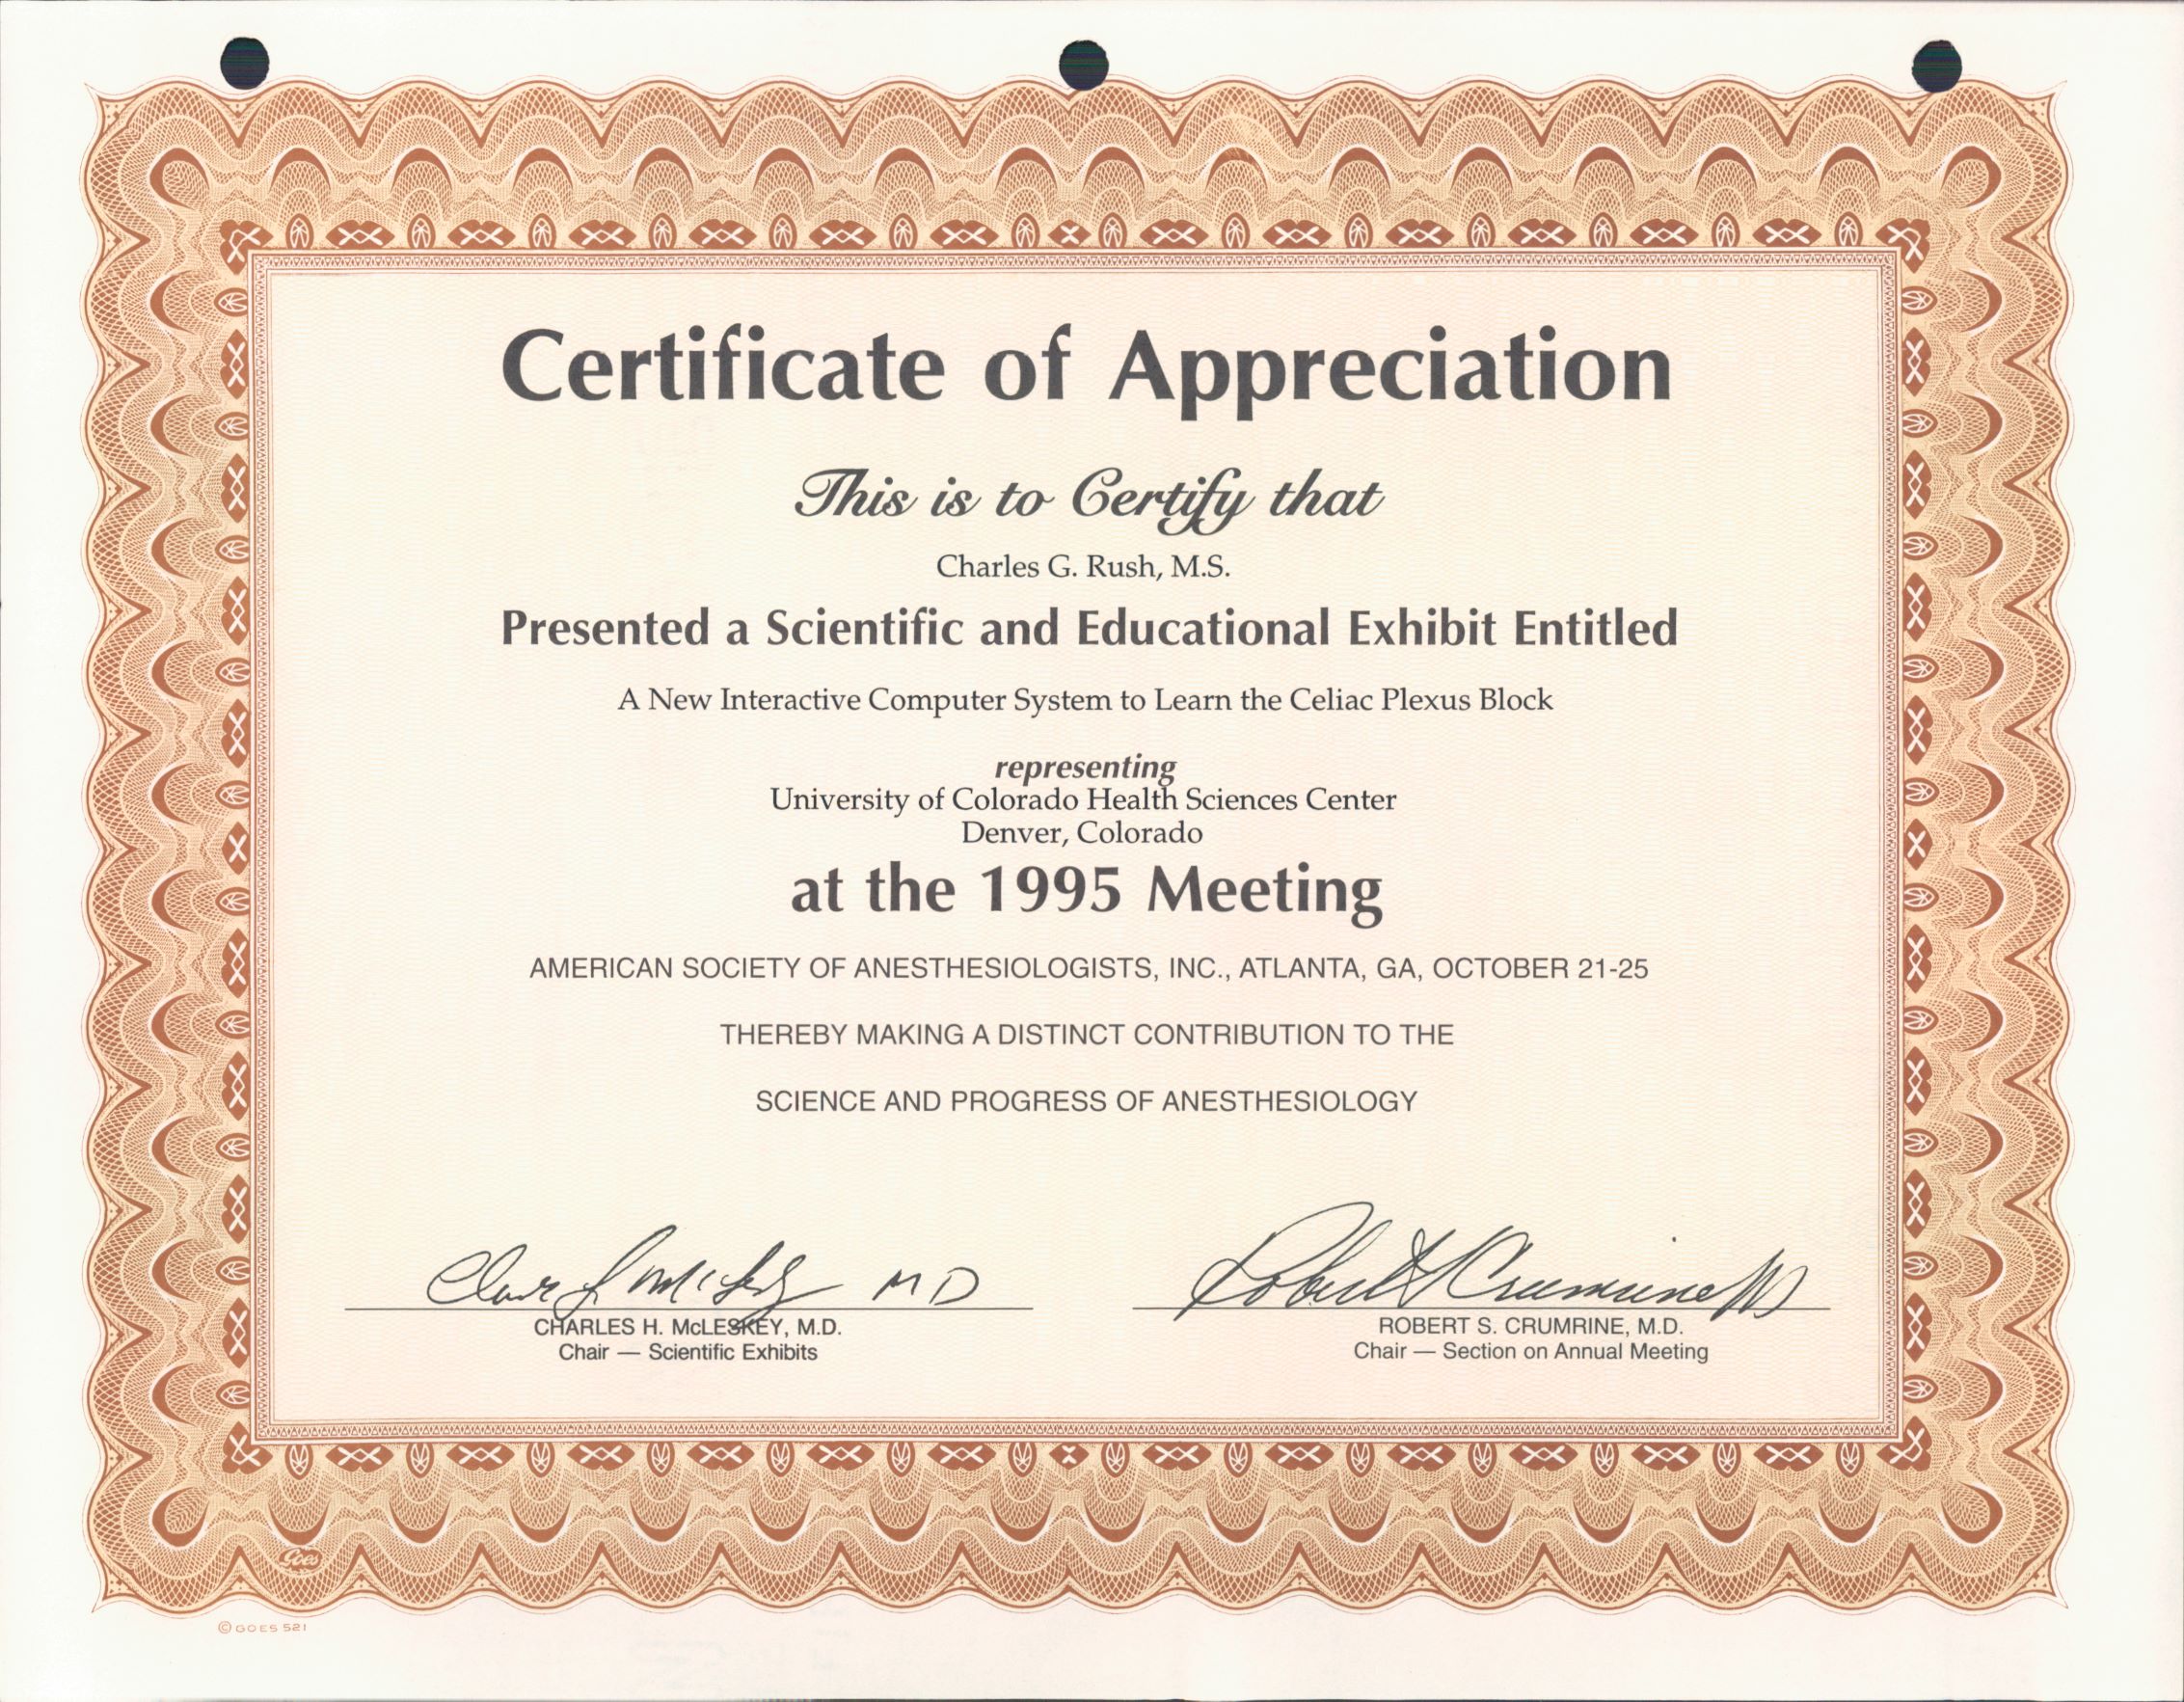 Certificate of Appreciation
This is to Certify that
Charles G. Rush, M.S.
Presented a Scientific and Educational Exhibit Entitled
A New Interactive Computer System to Learn the Celiac Plexus Block
representing
University of Colorado Health Sciences Center
Denver, Colorado
at the 1995 Meeting
AMERICAN SOCIETY OF ANESTHESIOLOGISTS, INC., ATLANTA, GA, OCTOBER 21-25
THEREBY MAKING A DISTINCT CONTRIBUTION TO THE
SCIENCE AND PROGRESS OF ANESTHESIOLOGY
MD
CHARLES H. McLESKEY, M.D.
Chair — Scientific Exhibits
Robert S Crumrine MD
ROBERT S. CRUMRINE, M.D.
Chair — Section on Annual Meeting
Goes
© GOES 521